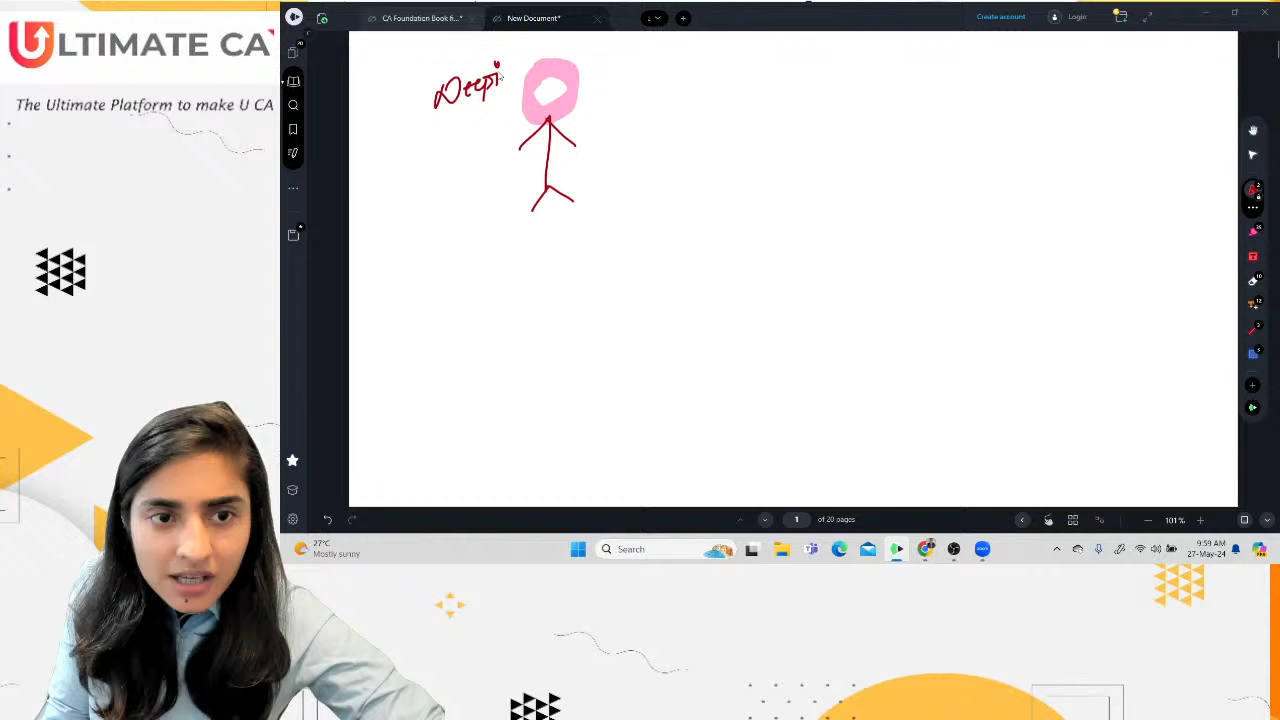 ULTIMATE CA
The Ultimate Platform to make U CA
CA Foundation Book fi...*
New Document*
Create account
Login
Deepi
1
of 20 pages
101%
27°C
Mostly sunny
Search
zoom
9:59 AM
27-May-24